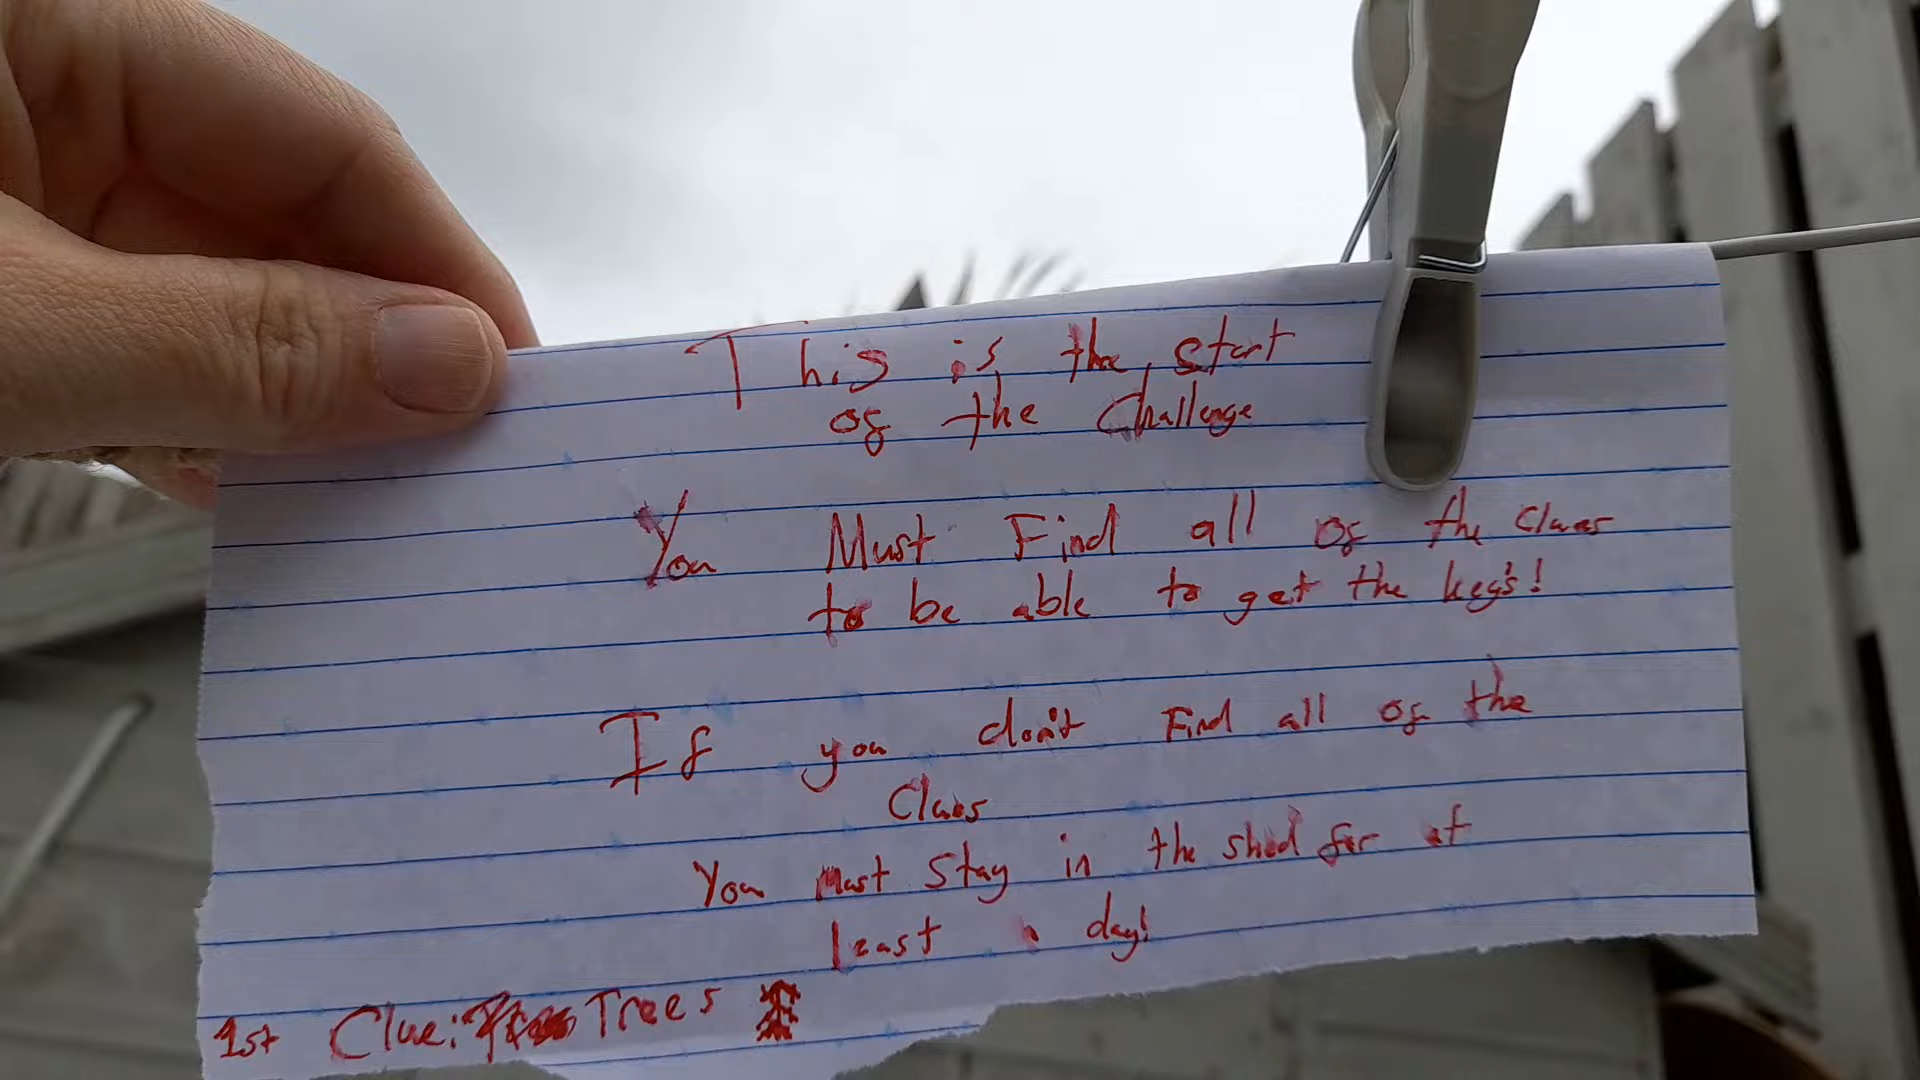 This is the start
of the Challenge
You Must Find all of the Clues
to be able to get the key's!
If you don't Find all of the
Clues
You Must Stay in the shed for at
least a day!
1st Clue: Trees